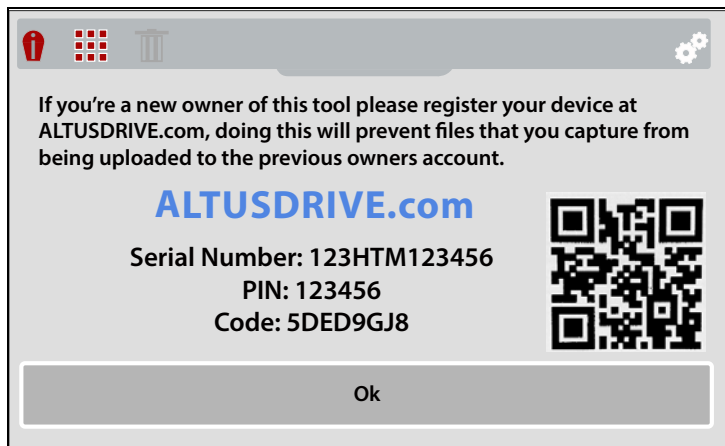 If you're a new owner of this tool please register your device at
ALTUSDRIVE.com, doing this will prevent files that you capture from
being uploaded to the previous owners account.
ALTUSDRIVE.com
Serial Number: 123HTM123456
PIN: 123456
Code: 5DED9GJ8
Ok